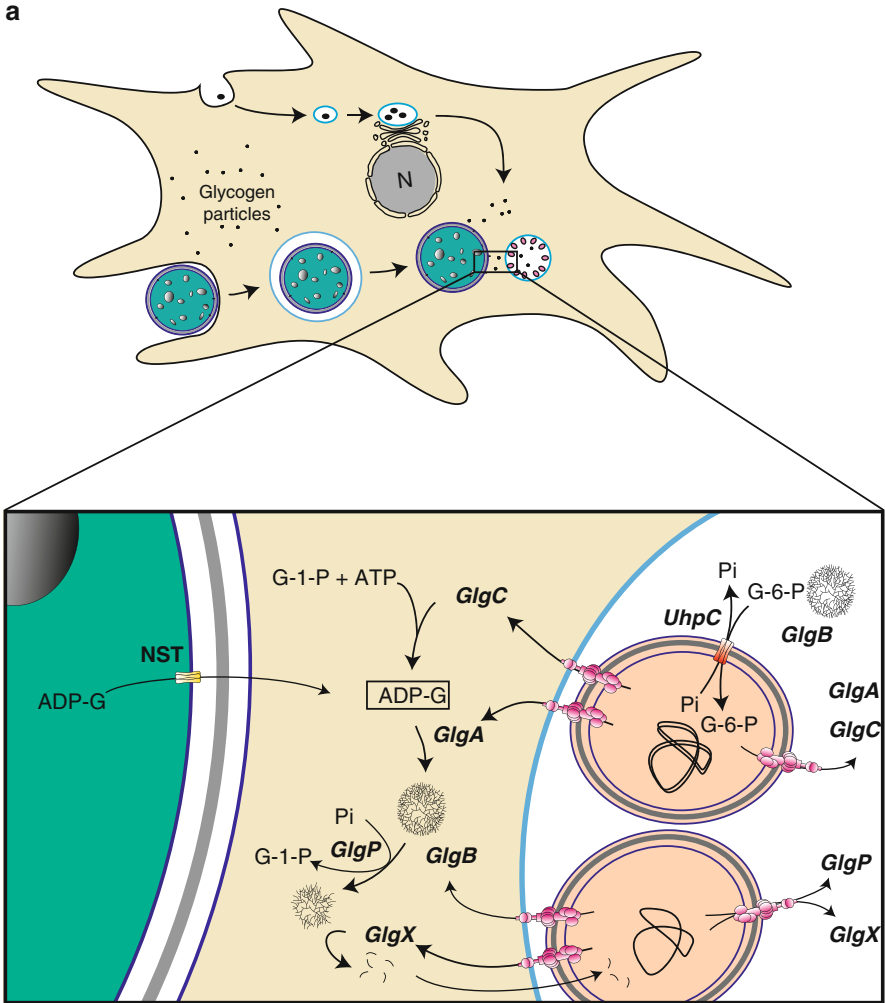 a
N
Glycogen
particles
G-1-P + ATP
GlgC
NST
ADP-G
ADP-G
GlgA
Pi
G-1-P
GlgP
GlgB
GlgX
Pi
G-6-P
UhpC
GlgB
Pi
G-6-P
GlgA
GlgC
GlgP
GlgX